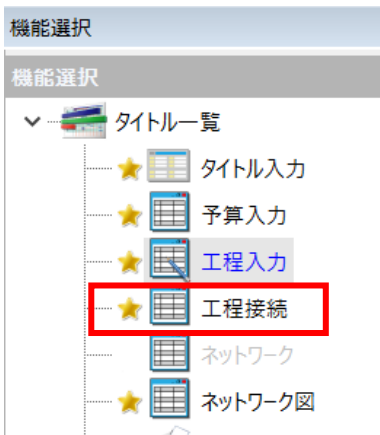 機能選択
機能選択
タイトル一覧
タイトル入力
予算入力
工程入力
工程接続
ネットワーク
ネットワーク図